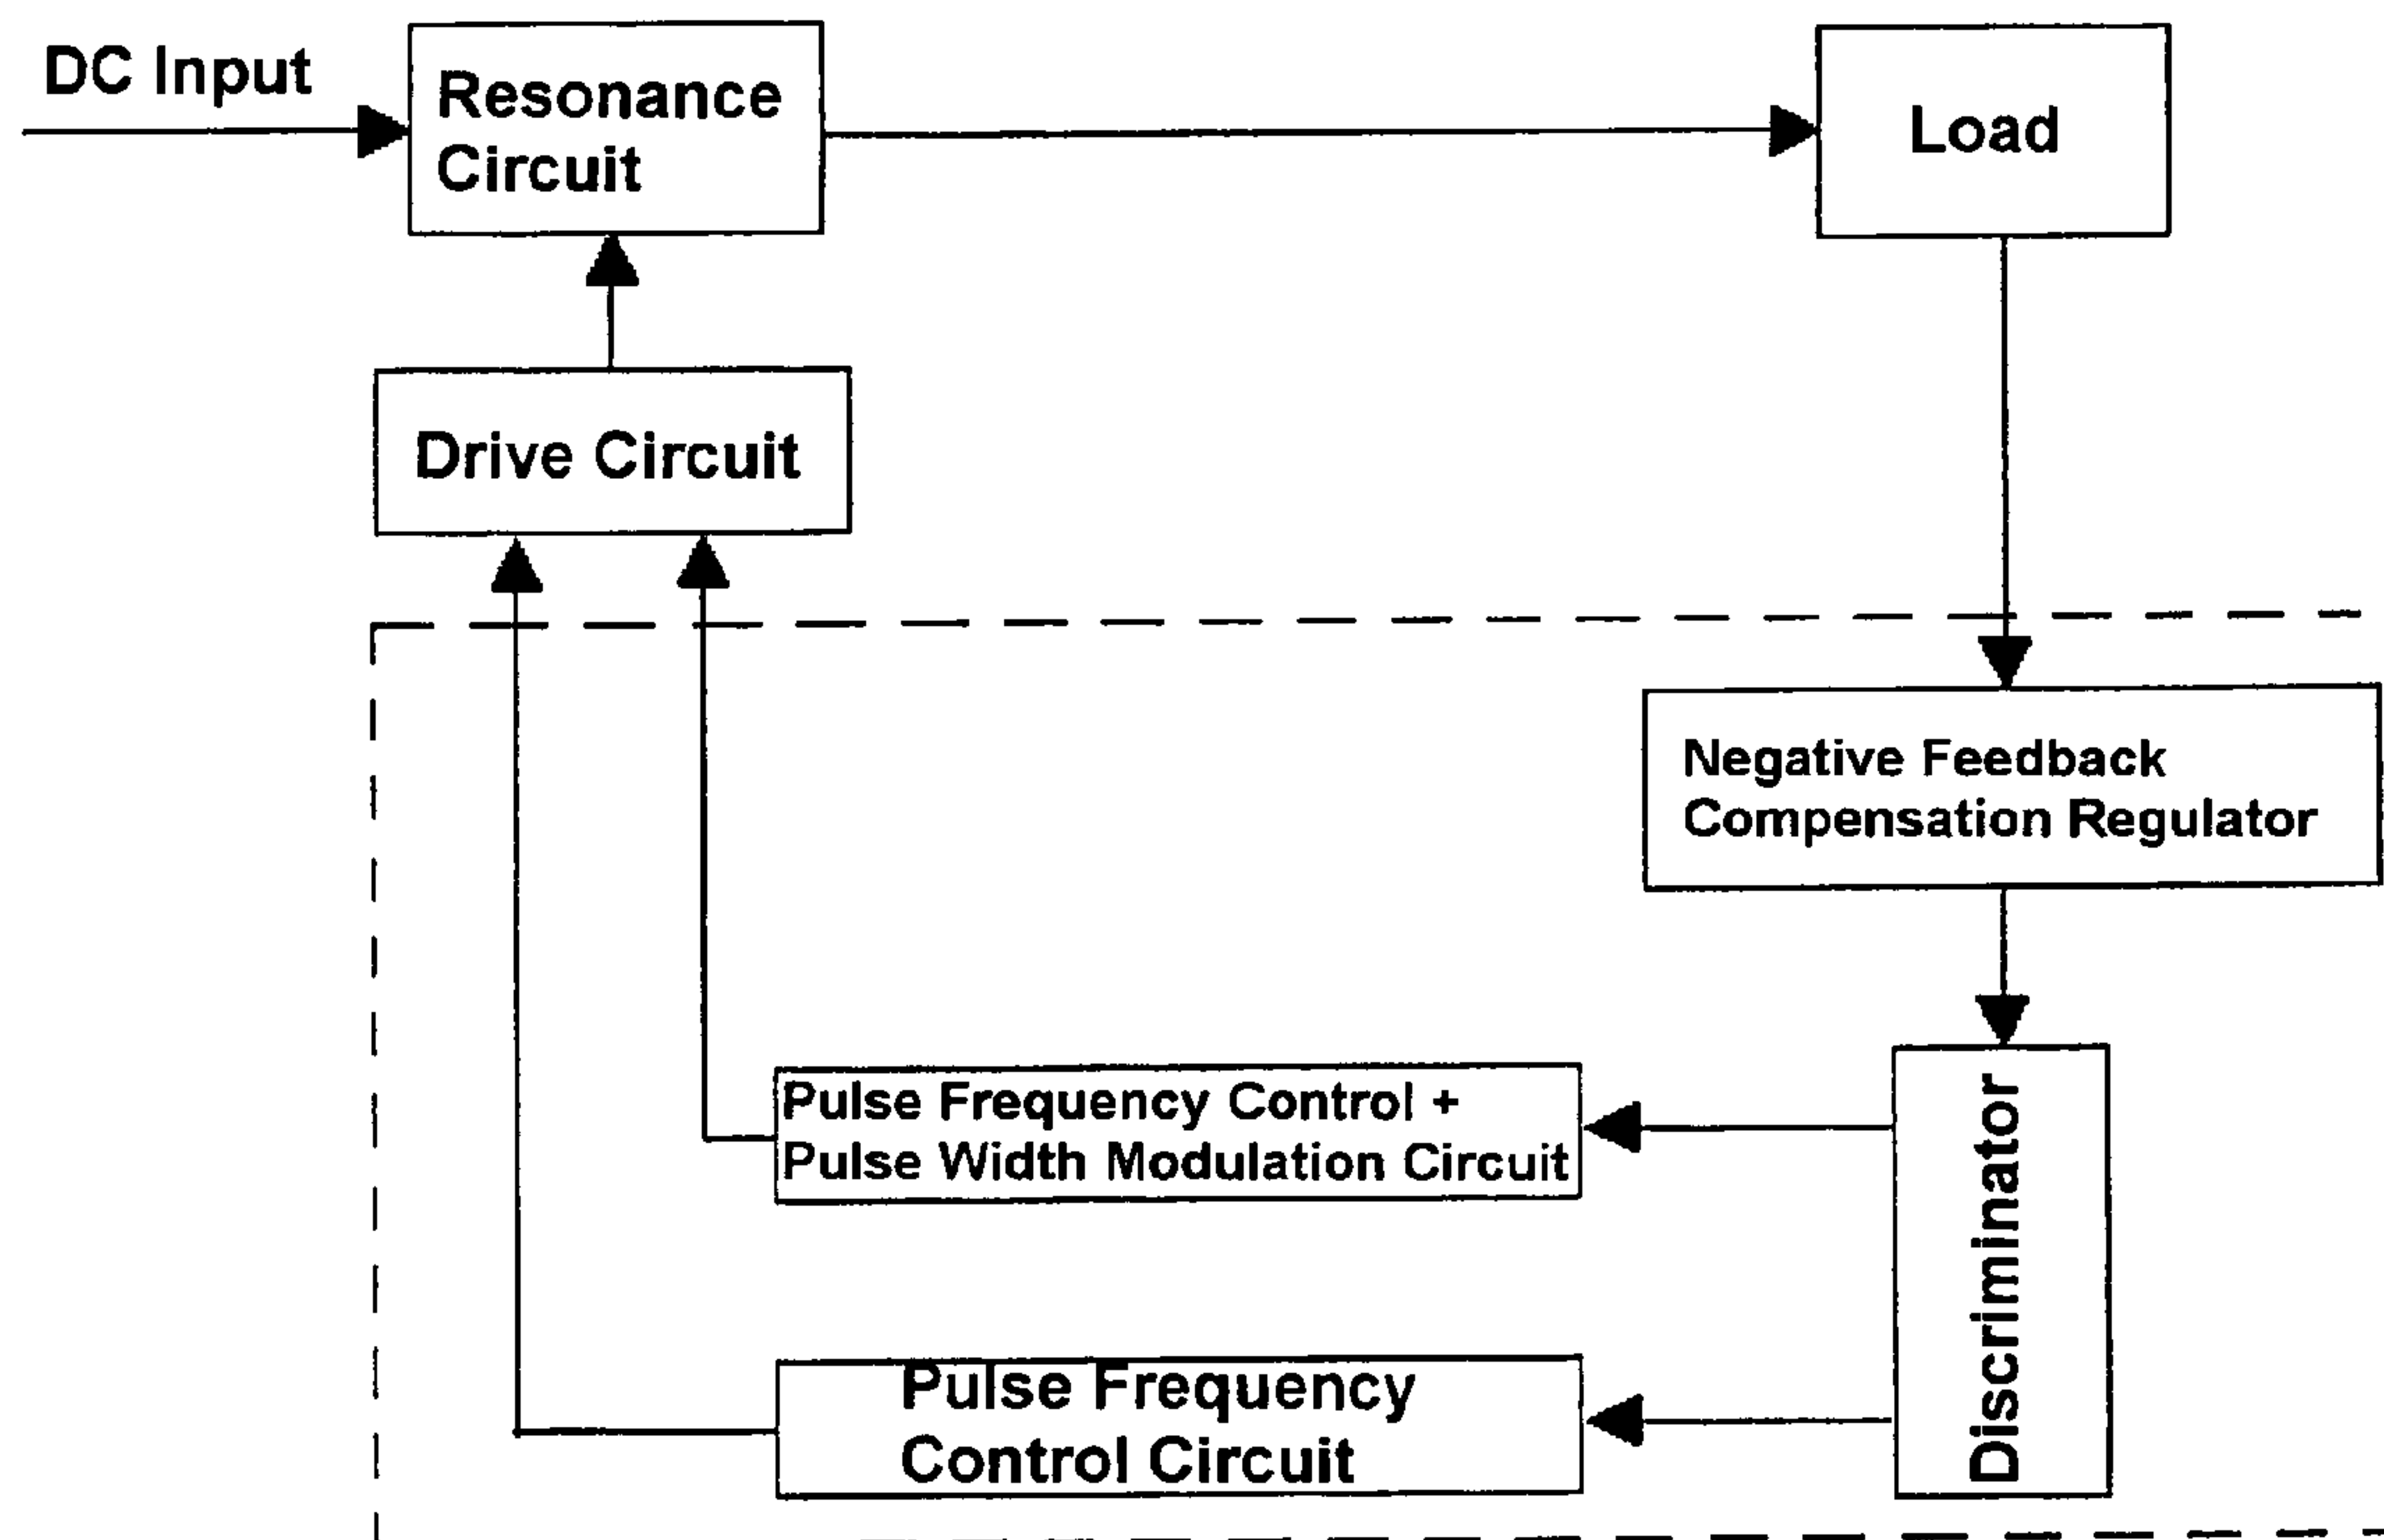 DC Input
Resonance
Circuit
Load
Drive Circuit
Negative Feedback
Compensation Regulator
Pulse Frequency Control +
Pulse Width Modulation Circuit
Discriminator
Pulse Frequency
Control Circuit